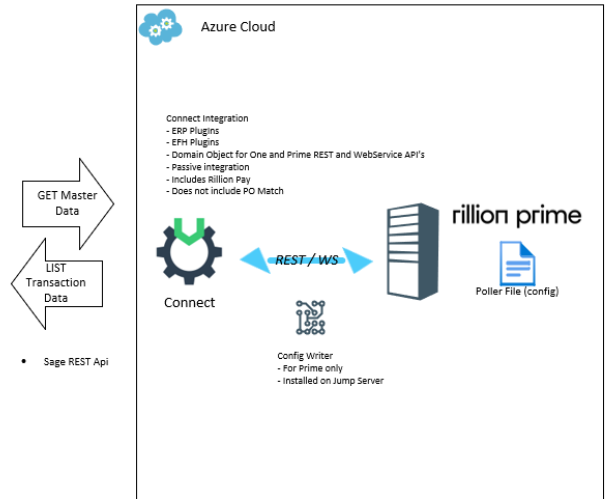 Azure Cloud
Connect Integration
- ERP Plugins
- EFH Plugins
- Domain Object for One and Prime REST and WebService API's
- Passive integration
- Includes Rillion Pay
- Does not include PO Match
GET Master
Data
LIST
Transaction
Data
• Sage REST Api
Connect
REST / WS
rillion prime
Poller File (config)
Config Writer
- For Prime only
- Installed on Jump Server